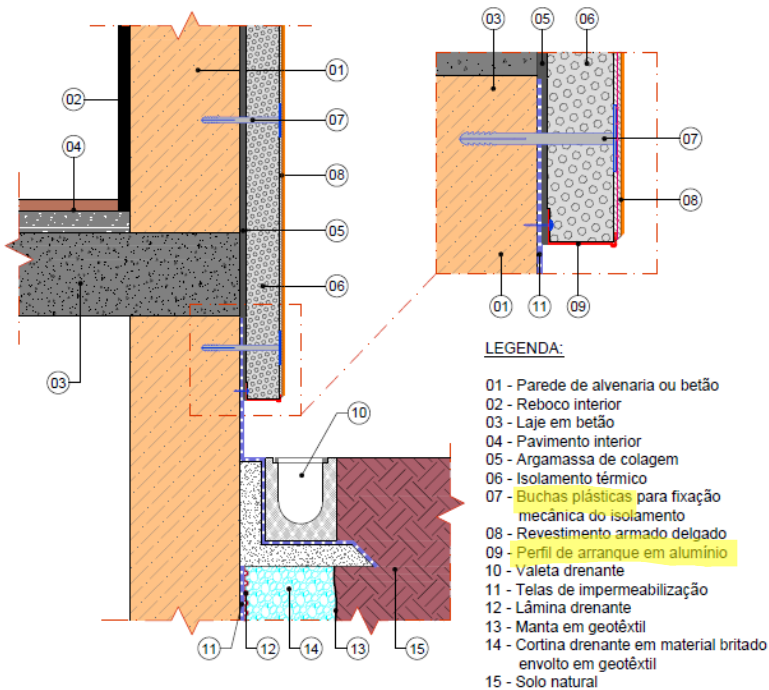 03
05
06
01
02
07
04
07
08
08
05
06
01
11
09
03
10
LEGENDA:
01 - Parede de alvenaria ou betão
02 - Reboco interior
03 - Laje em betão
04 - Pavimento interior
05 - Argamassa de colagem
06 - Isolamento térmico
07 - Buchas plásticas para fixação
mecânica do isolamento
08 - Revestimento armado delgado
09 - Perfil de arranque em alumínio
10 - Valeta drenante
11 - Telas de impermeabilização
12 - Lâmina drenante
13 - Manta em geotêxtil
14 - Cortina drenante em material britado
envolto em geotêxtil
15 - Solo natural
11
12
14
13
15